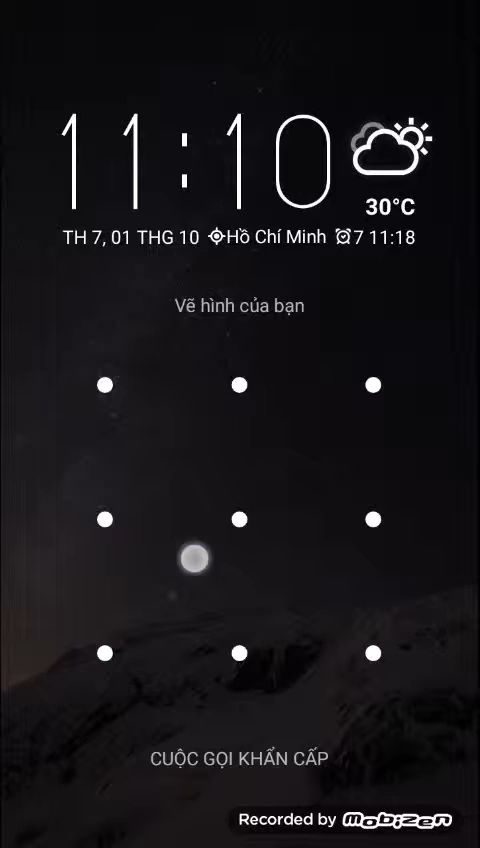 11:10
30°C
TH 7, 01 THG 10 Hồ Chí Minh 7 11:18
Vẽ hình của bạn
CUỘC GỌI KHẨN CẤP
Recorded by Mobizen